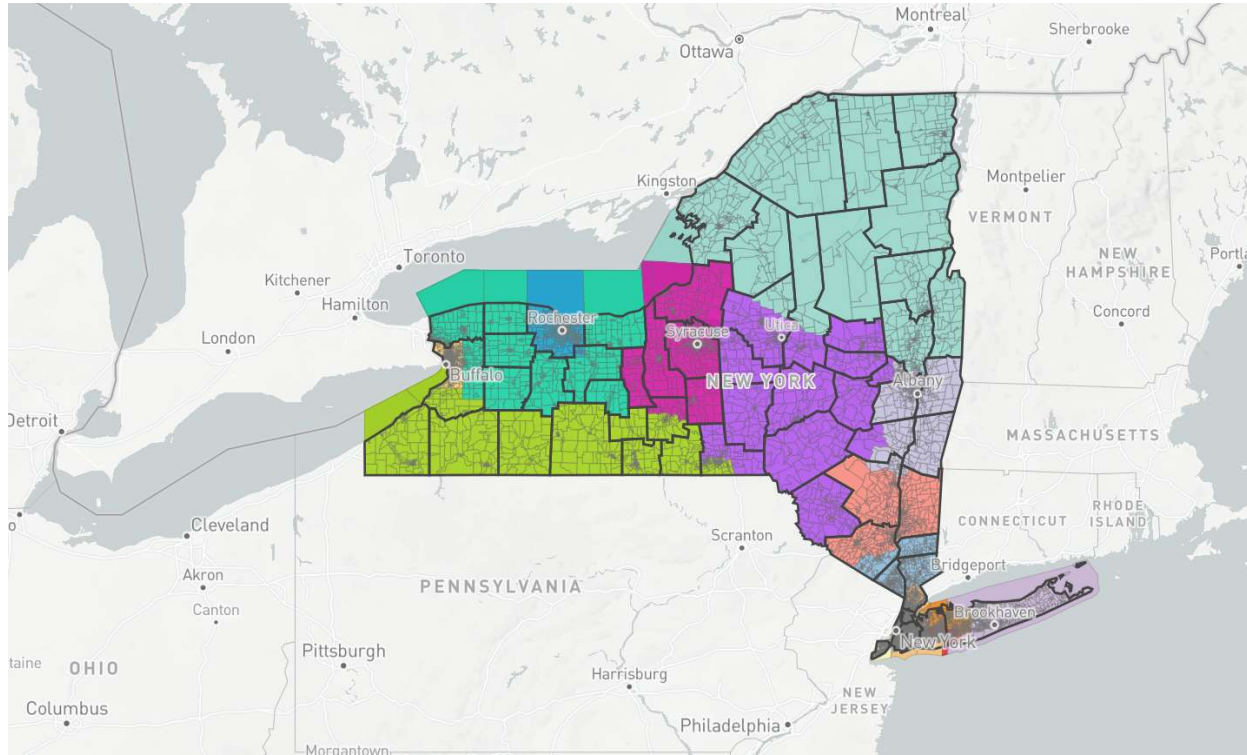 Montreal
Sherbrooke
Ottawa
Kingston
Montpelier
VERMONT
NEW
HAMPSHIRE
Portla
Toronto
Kitchener
Hamilton
London
Rochester
Syracuse
Utica
Concord
Buffalo
NEW YORK
Albany
Detroit
MASSACHUSETTS
Cleveland
Scranton
CONNECTICUT
RHODE
ISLAND
Akron
Canton
PENNSYLVANIA
Bridgeport
Brookhaven
New York
OHIO
Pittsburgh
Harrisburg
taine
NEW
JERSEY
Columbus
Philadelphia
Morgantown